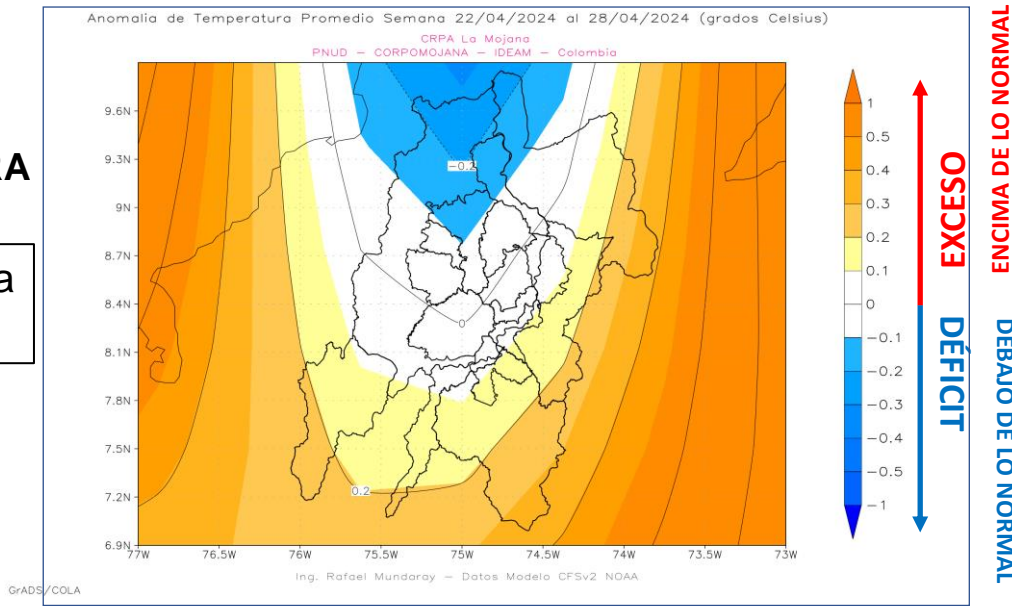 Anomalia de Temperatura Promedio Semana 22/04/2024 al 28/04/2024 (grados Celsius)
CRPA La Mojana
PNUD – CORPOMOJANA – IDEAM – Colombia
RA
a
9.6N
9.3N
9N
8.7N
8.4N
8.1N
7.8N
7.5N
7.2N
6.9N
-0.2
0
0.2
77W 76.5W 76W 75.5W 75W 74.5W 74W 73.5W 73W
1
0.5
0.4
0.3
0.2
0.1
0
-0.1
-0.2
-0.3
-0.4
-0.5
-1
EXCESO
DÉFICIT
ENCIMA DE LO NORMAL
DEBAJO DE LO NORMAL
Ing. Rafael Mundaray – Datos Modelo CFSv2 NOAA
GrADS/COLA